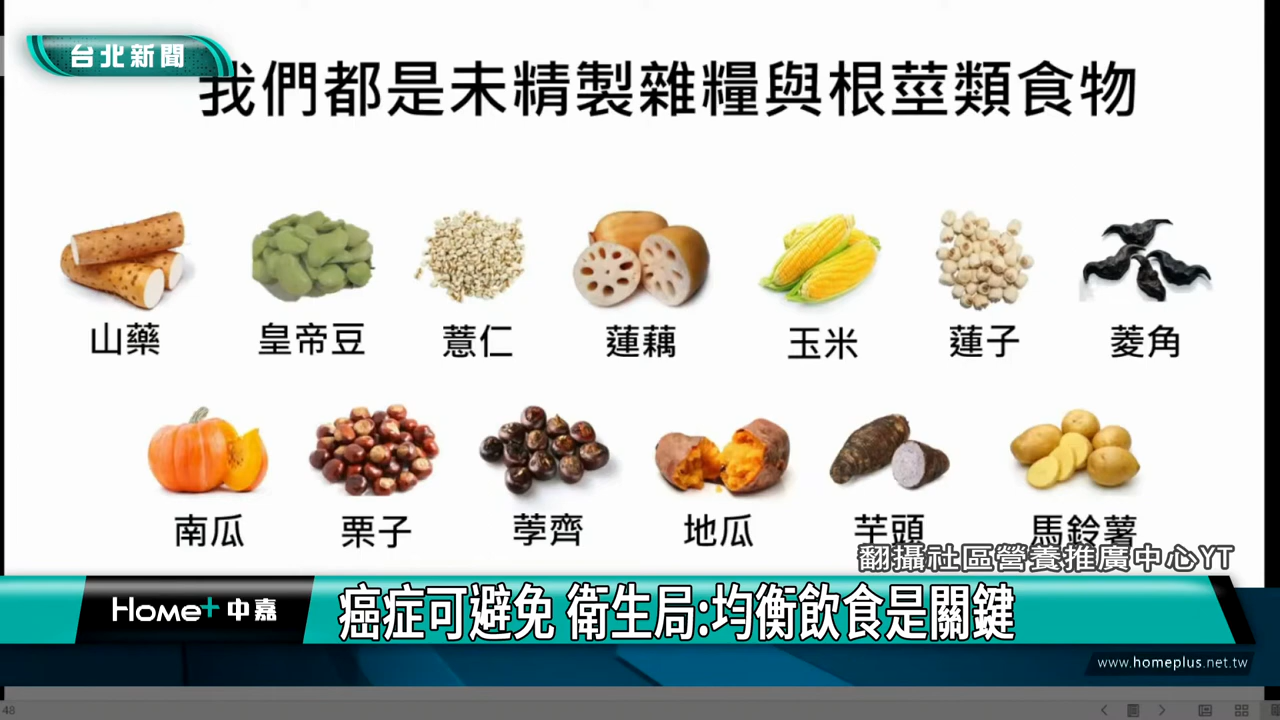 台北新聞
我們都是未精製雜糧與根莖類食物
山藥
皇帝豆
薏仁
蓮藕
玉米
蓮子
菱角
南瓜
栗子
荸齊
地瓜
芋頭
馬鈴薯
翻攝社區營養推廣中心YT
Home+中嘉
癌症可避免 衛生局:均衡飲食是關鍵
www.homeplus.net.tw
48